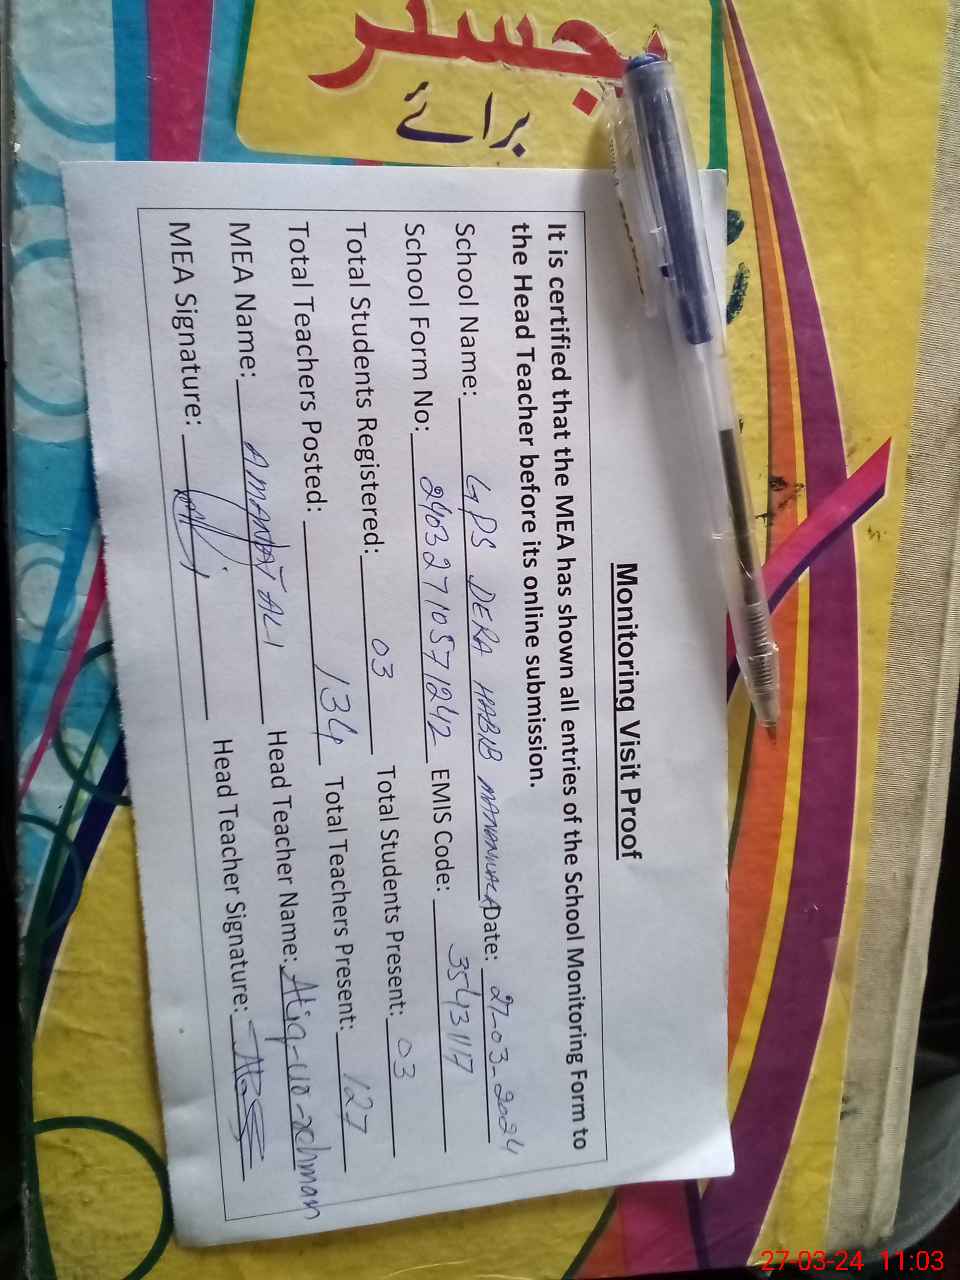 جسٹر
برائے
Monitoring Visit Proof
It is certified that the MEA has shown all entries of the School Monitoring Form to
the Head Teacher before its online submission.
School Name: GPS DERA HABIB Date: 27-03-2024
School Form No: 24032710571242 EMIS Code: 35431117
Total Students Registered: 03 Total Students Present: 03
Total Teachers Posted: 134 Total Teachers Present: 127
MEA Name: ALI Head Teacher Name: Atiq-ur-rehman
MEA Signature: Head Teacher Signature:
27-03-24 11:03